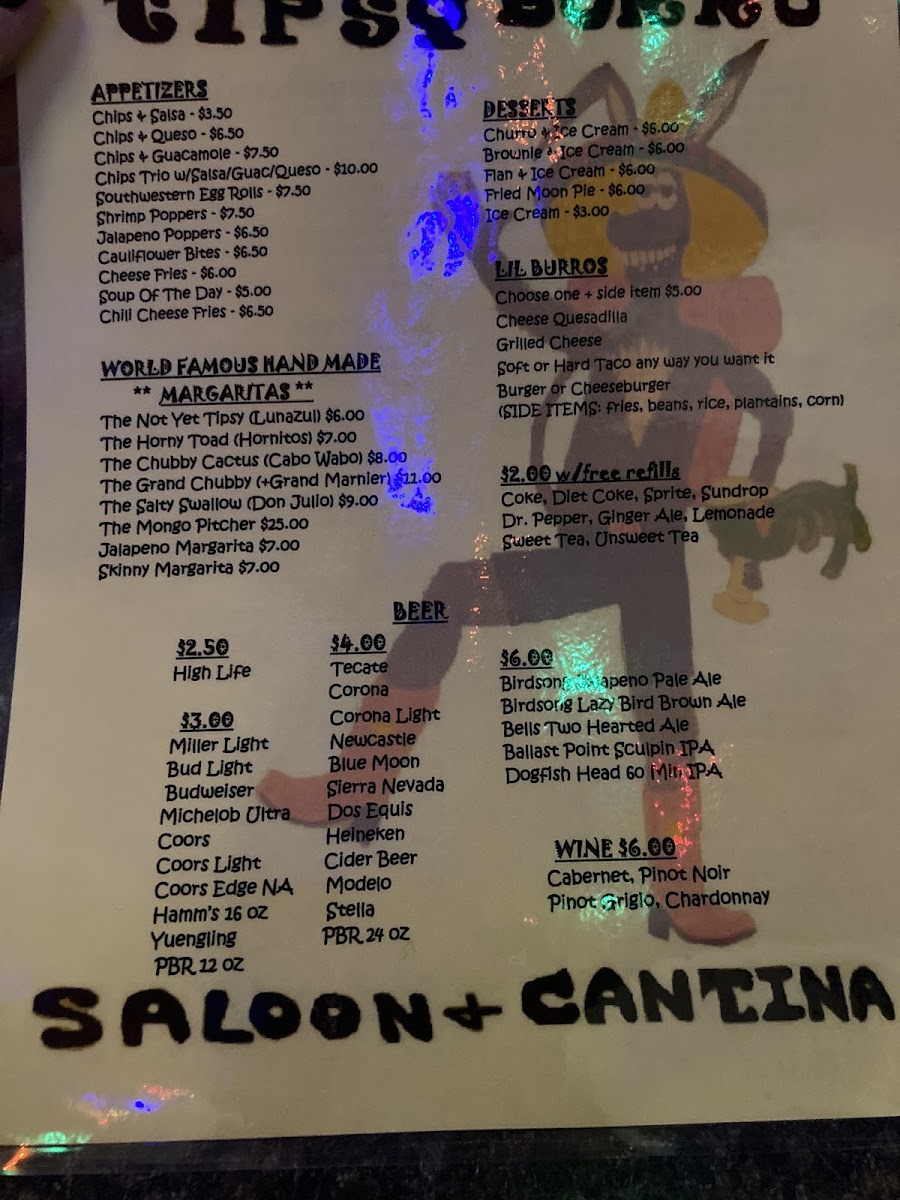 TIPSY BURRO
APPETIZERS
Chips & Salsa - $3.50
Chips & Queso - $6.50
Chips & Guacamole - $7.50
Chips Trio w/Salsa/Guac/Queso - $10.00
Southwestern Egg Rolls - $7.50
Shrimp Poppers - $7.50
Jalapeno Poppers - $6.50
Cauliflower Bites - $6.50
Cheese Fries - $6.00
Soup Of The Day - $5.00
Chili Cheese Fries - $6.50
WORLD FAMOUS HAND MADE
** MARGARITAS **
The Not Yet Tipsy (Lunazul) $6.00
The Horny Toad (Hornitos) $7.00
The Chubby Cactus (Cabo Wabo) $8.00
The Grand Chubby (+Grand Marnier) $11.00
The Salty Swallow (Don Julio) $9.00
The Mongo Pitcher $25.00
Jalapeno Margarita $7.00
Skinny Margarita $7.00
DESSERTS
Churro & Ice Cream - $6.00
Brownie & Ice Cream - $6.00
Flan & Ice Cream - $6.00
Fried Moon Pie - $6.00
Ice Cream - $3.00
LIL BURROS
Choose one + side item $5.00
Cheese Quesadilla
Grilled Cheese
Soft or Hard Taco any way you want it
Burger or Cheeseburger
(SIDE ITEMS: fries, beans, rice, plantains, corn)
$2.00 w/free refills
Coke, Diet Coke, Sprite, Sundrop
Dr. Pepper, Ginger Ale, Lemonade
Sweet Tea, Unsweet Tea
BEER
$2.50
High Life
$3.00
Miller Light
Bud Light
Budweiser
Michelob Ultra
Coors
Coors Light
Coors Edge NA
Hamm's 16 oz
Yuengling
PBR 12 oz
$4.00
Tecate
Corona
Corona Light
Newcastle
Blue Moon
Sierra Nevada
Dos Equis
Heineken
Cider Beer
Modelo
Stella
PBR 24 oz
$6.00
Birdsong Jalapeno Pale Ale
Birdsong Lazy Bird Brown Ale
Bells Two Hearted Ale
Ballast Point Sculpin IPA
Dogfish Head 60 Min IPA
WINE $6.00
Cabernet, Pinot Noir
Pinot Grigio, Chardonnay
SALOON + CANTINA